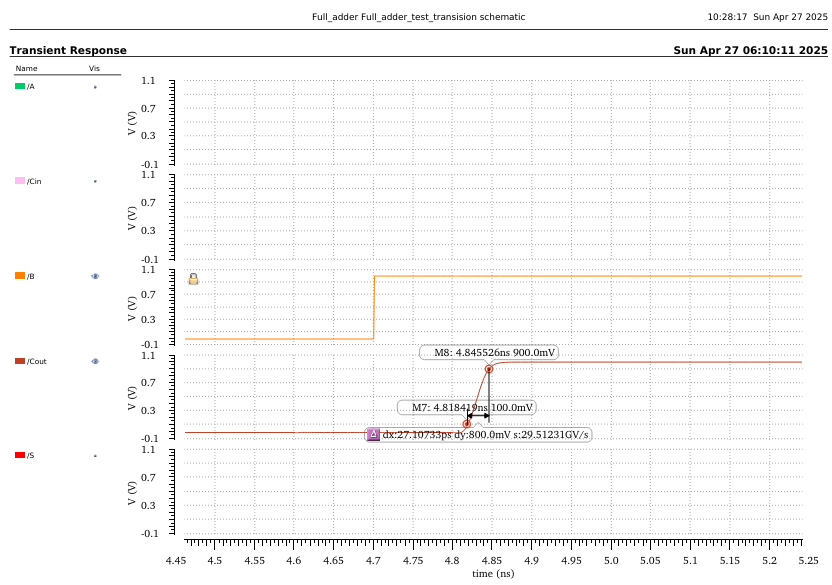 Full_adder Full_adder_test_transision schematic 10:28:17 Sun Apr 27 2025
Transient Response Sun Apr 27 06:10:11 2025
Name Vis
/A
1.1
0.7
0.3
-0.1
V (V)
/Cin
1.1
0.7
0.3
-0.1
V (V)
/B
1.1
0.7
0.3
-0.1
V (V)
/Cout
1.1
0.7
0.3
-0.1
V (V)
M8: 4.845526ns 900.0mV
M7: 4.818419ns 100.0mV
dx:27.10733ps dy:800.0mV s:29.51231GV/s
/S
1.1
0.7
0.3
-0.1
V (V)
4.45 4.5 4.55 4.6 4.65 4.7 4.75 4.8 4.85 4.9 4.95 5.0 5.05 5.1 5.15 5.2 5.25
time (ns)